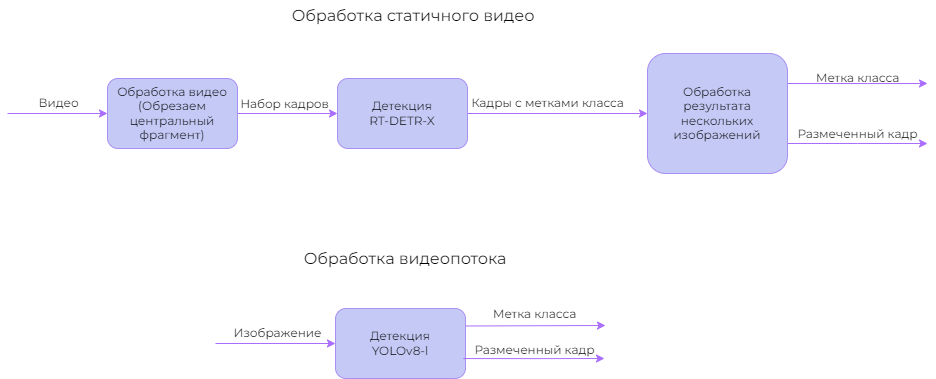 Обработка статичного видео
Видео
Обработка видео
(Обрезаем
центральный
фрагмент)
Набор кадров
Детекция
RT-DETR-X
Кадры с метками класса
Обработка
результата
нескольких
изображений
Метка класса
Размеченный кадр
Обработка видеопотока
Изображение
Детекция
YOLOv8-l
Метка класса
Размеченный кадр